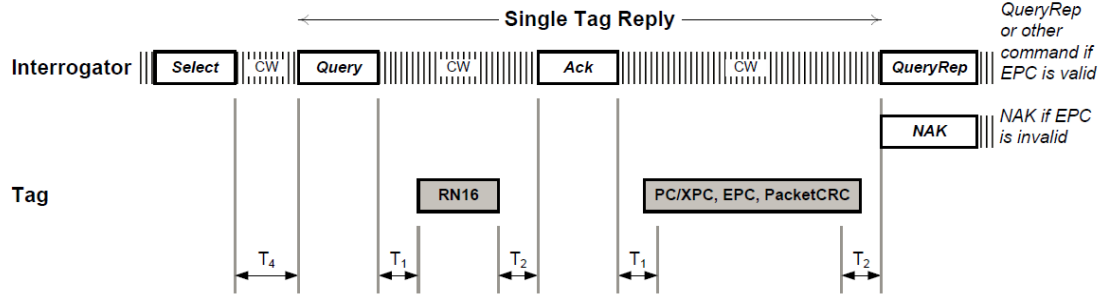 Single Tag Reply
QueryRep
or other
command if
EPC is valid
Interrogator
Select
CW
Query
CW
Ack
CW
QueryRep
NAK
NAK if EPC
is invalid
Tag
RN16
PC/XPC, EPC, PacketCRC
T4
T1
T2
T1
T2